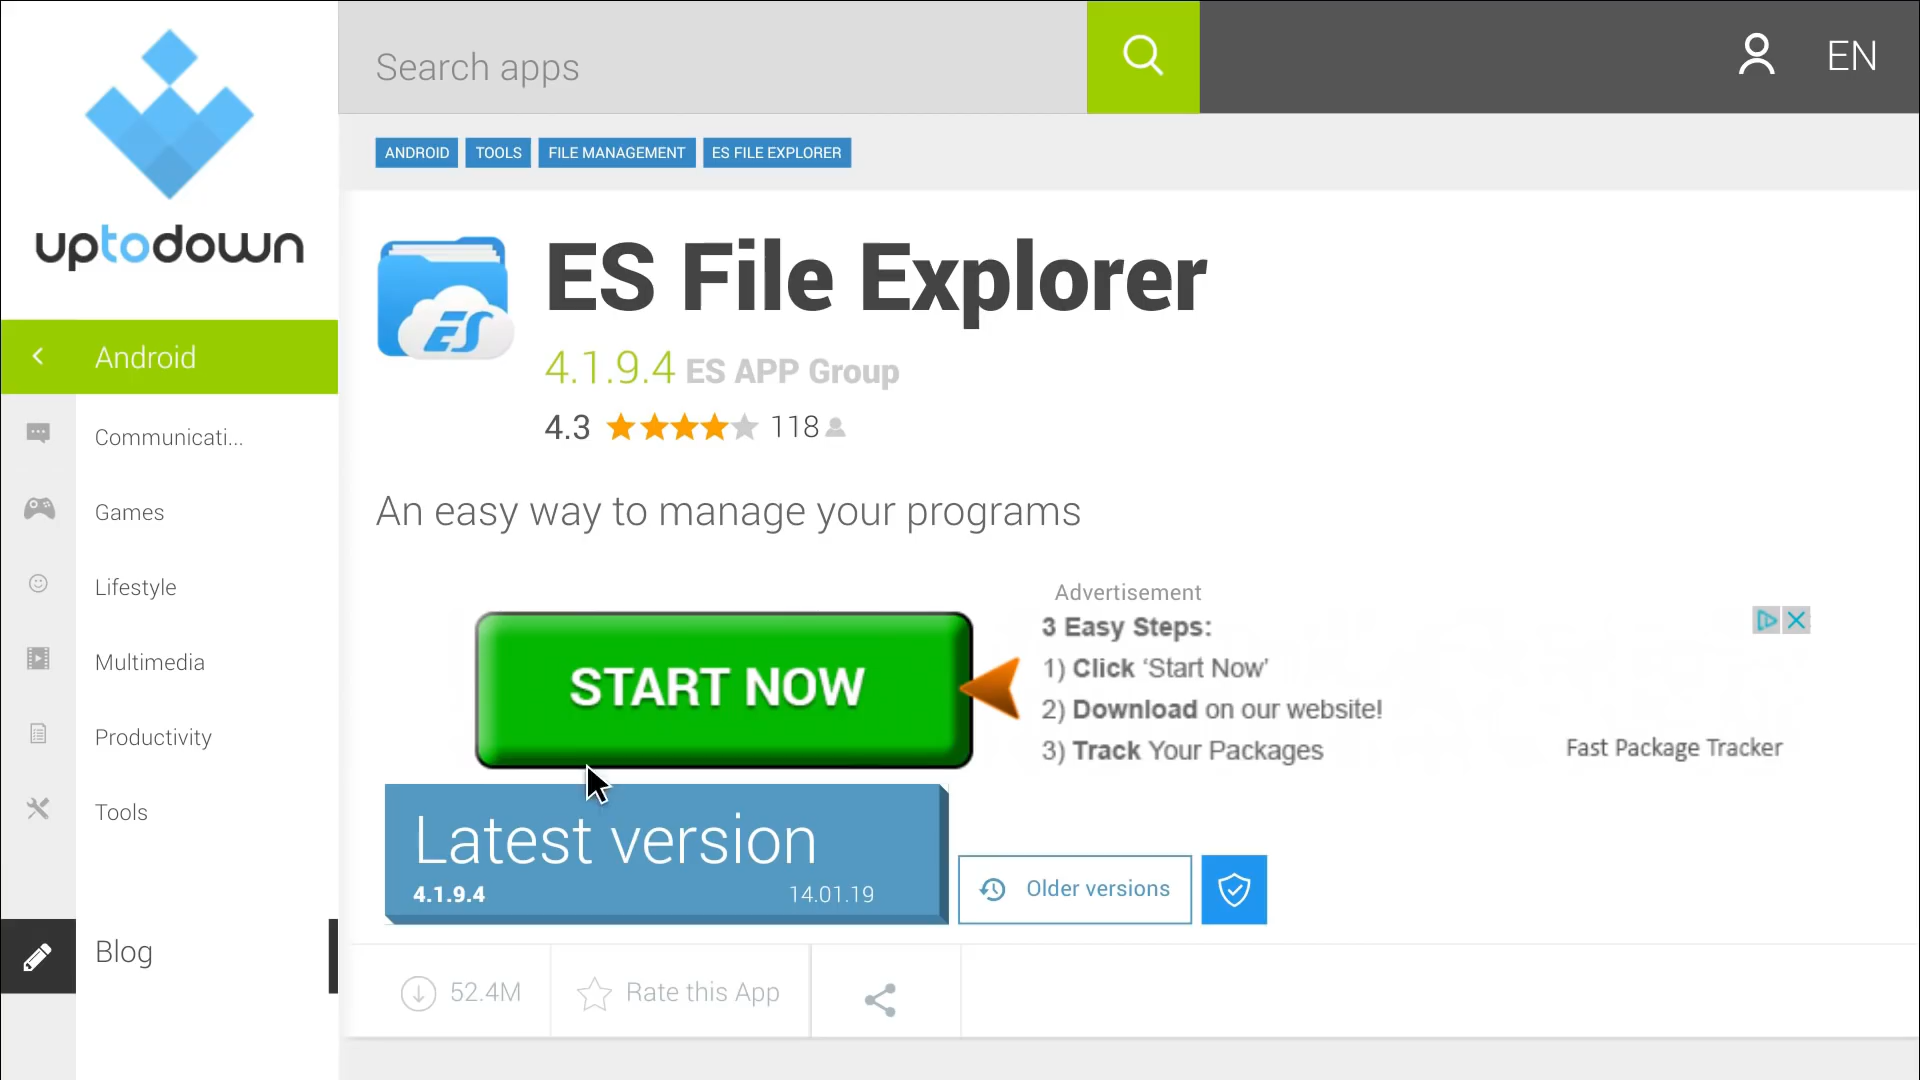 Search apps
EN
uptodown
ANDROID TOOLS FILE MANAGEMENT ES FILE EXPLORER
ES File Explorer
ES
4.1.9.4 ES APP Group
4.3 118
An easy way to manage your programs
Android
Communicati...
Games
Lifestyle
Multimedia
Productivity
Tools
Blog
Advertisement
START NOW
3 Easy Steps:
1) Click ‘Start Now’
2) Download on our website!
3) Track Your Packages
Fast Package Tracker
Latest version
4.1.9.4 14.01.19
Older versions
52.4M
Rate this App